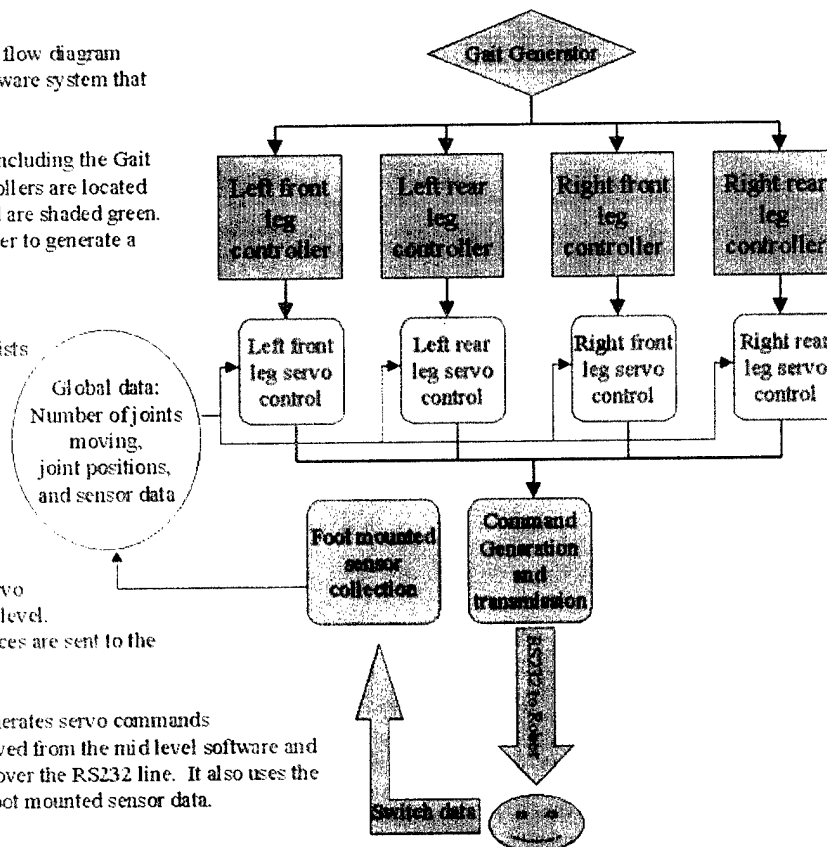 flow diagram
ware system that
ncluding the Gait
ollers are located
d are shaded green.
er to generate a
ists
vo
level.
ces are sent to the
nerates servo commands
ved from the mid level software and
over the RS232 line. It also uses the
oot mounted sensor data.
Gait Generator
Left front
leg
controller
Left rear
leg
controller
Right front
leg
controller
Right rear
leg
controller
Left front
leg servo
control
Left rear
leg servo
control
Right front
leg servo
control
Right rear
leg servo
control
Global data:
Number of joints
moving,
joint positions,
and sensor data
Foot mounted
sensor
collection
Command
Generation
and
transmission
RS232 to Robot
Switch data